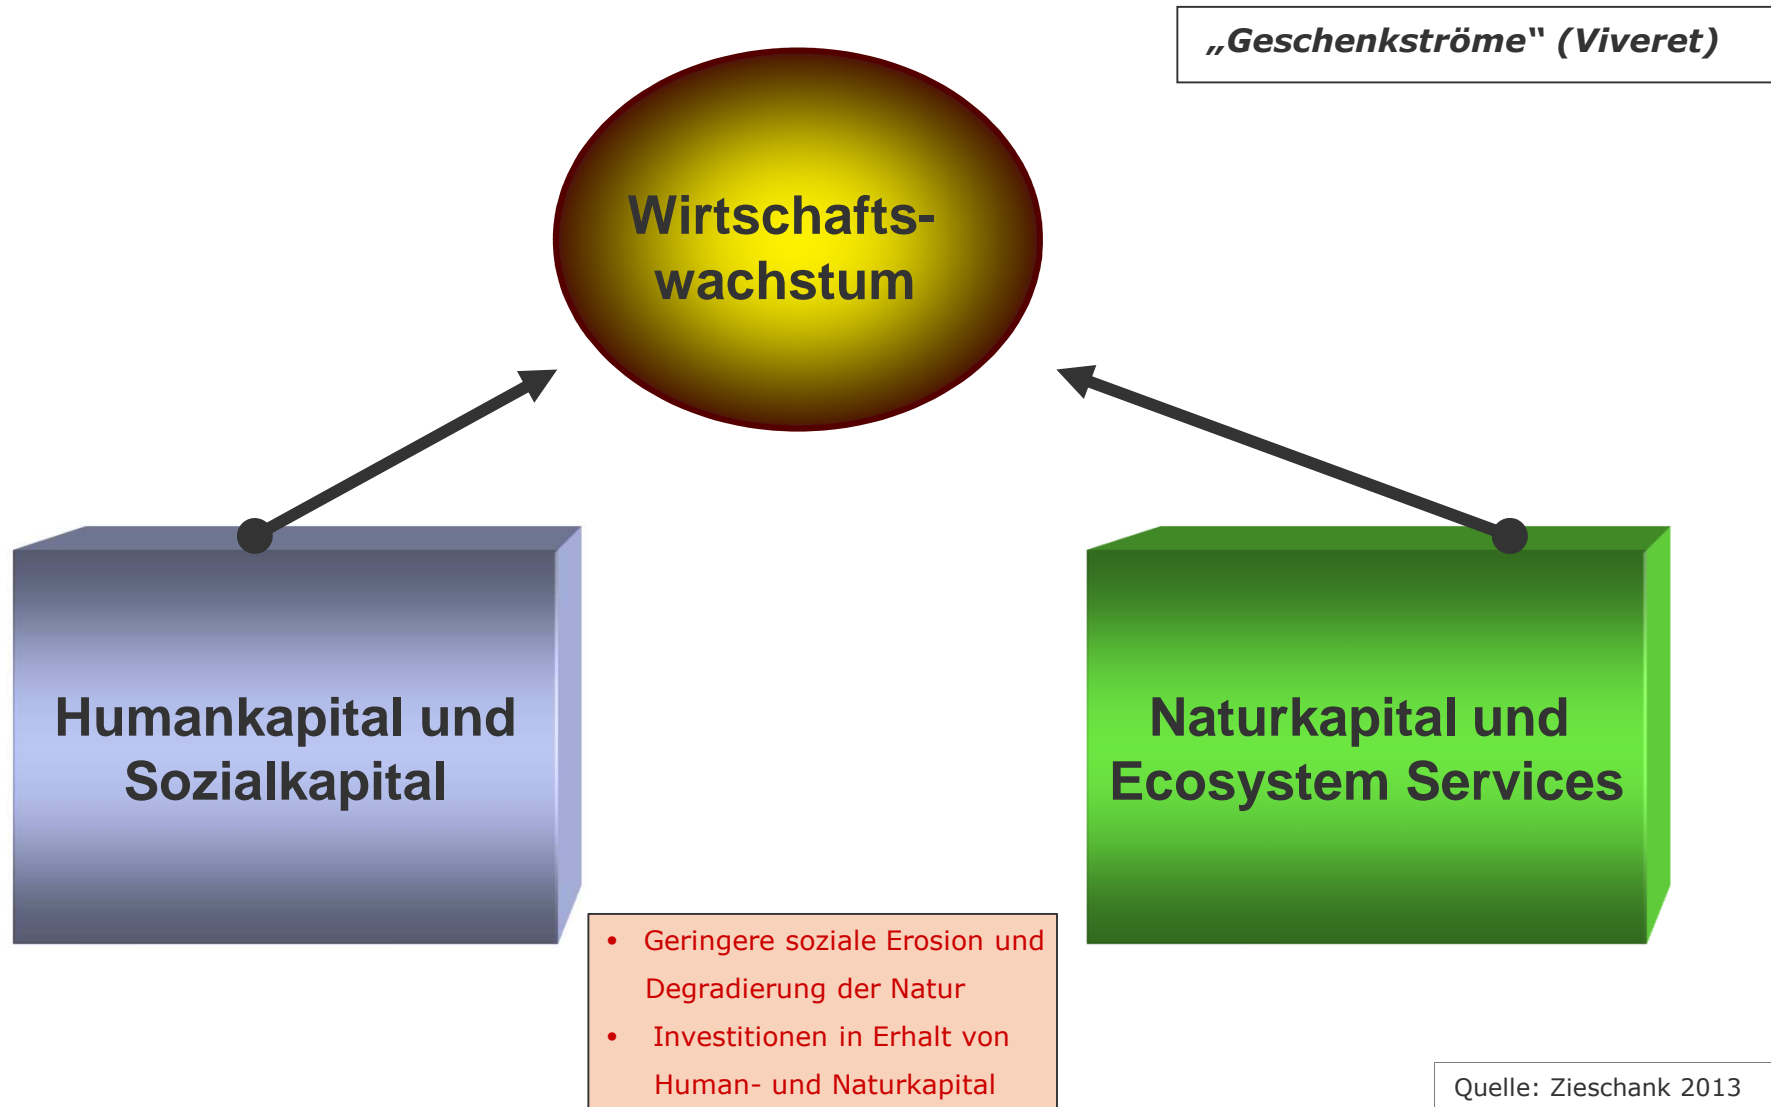 „Geschenkströme“ (Viveret)
Wirtschafts-
wachstum
Humankapital und
Sozialkapital
Naturkapital und
Ecosystem Services
• Geringere soziale Erosion und
Degradierung der Natur
• Investitionen in Erhalt von
Human- und Naturkapital
Quelle: Zieschank 2013